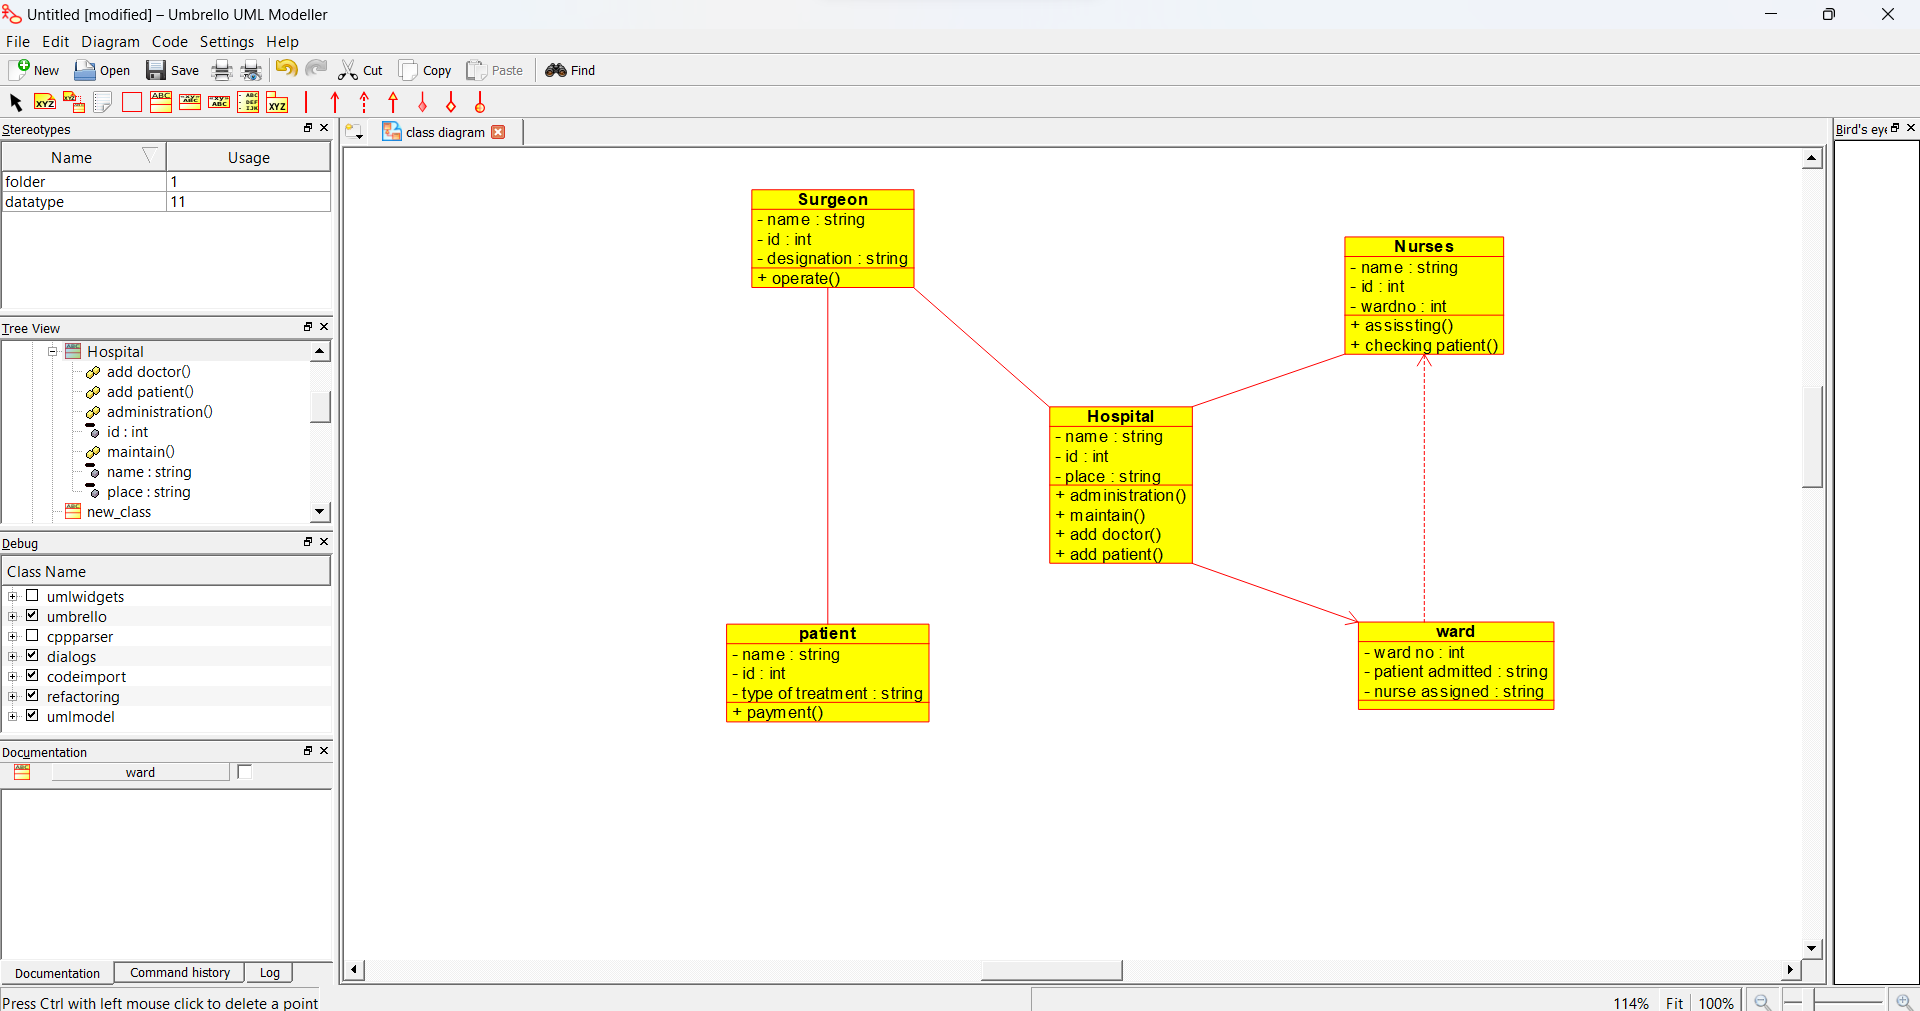 Untitled [modified] – Umbrello UML Modeller
File Edit Diagram Code Settings Help
New Open Save Cut Copy Paste Find
Stereotypes
Name Usage
folder 1
datatype 11
Tree View
Hospital
add doctor()
add patient()
administration()
id : int
maintain()
name : string
place : string
new_class
Debug
Class Name
umlwidgets
umbrello
cppparser
dialogs
codeimport
refactoring
umlmodel
Documentation
ward
Documentation Command history Log
Press Ctrl with left mouse click to delete a point
class diagram
Surgeon
- name : string
- id : int
- designation : string
+ operate()
Nurses
- name : string
- id : int
- wardno : int
+ assissting()
+ checking patient()
Hospital
- name : string
- id : int
- place : string
+ administration()
+ maintain()
+ add doctor()
+ add patient()
patient
- name : string
- id : int
- type of treatment : string
+ payment()
ward
- ward no : int
- patient admitted : string
- nurse assigned : string
Bird's eye
114% Fit 100%